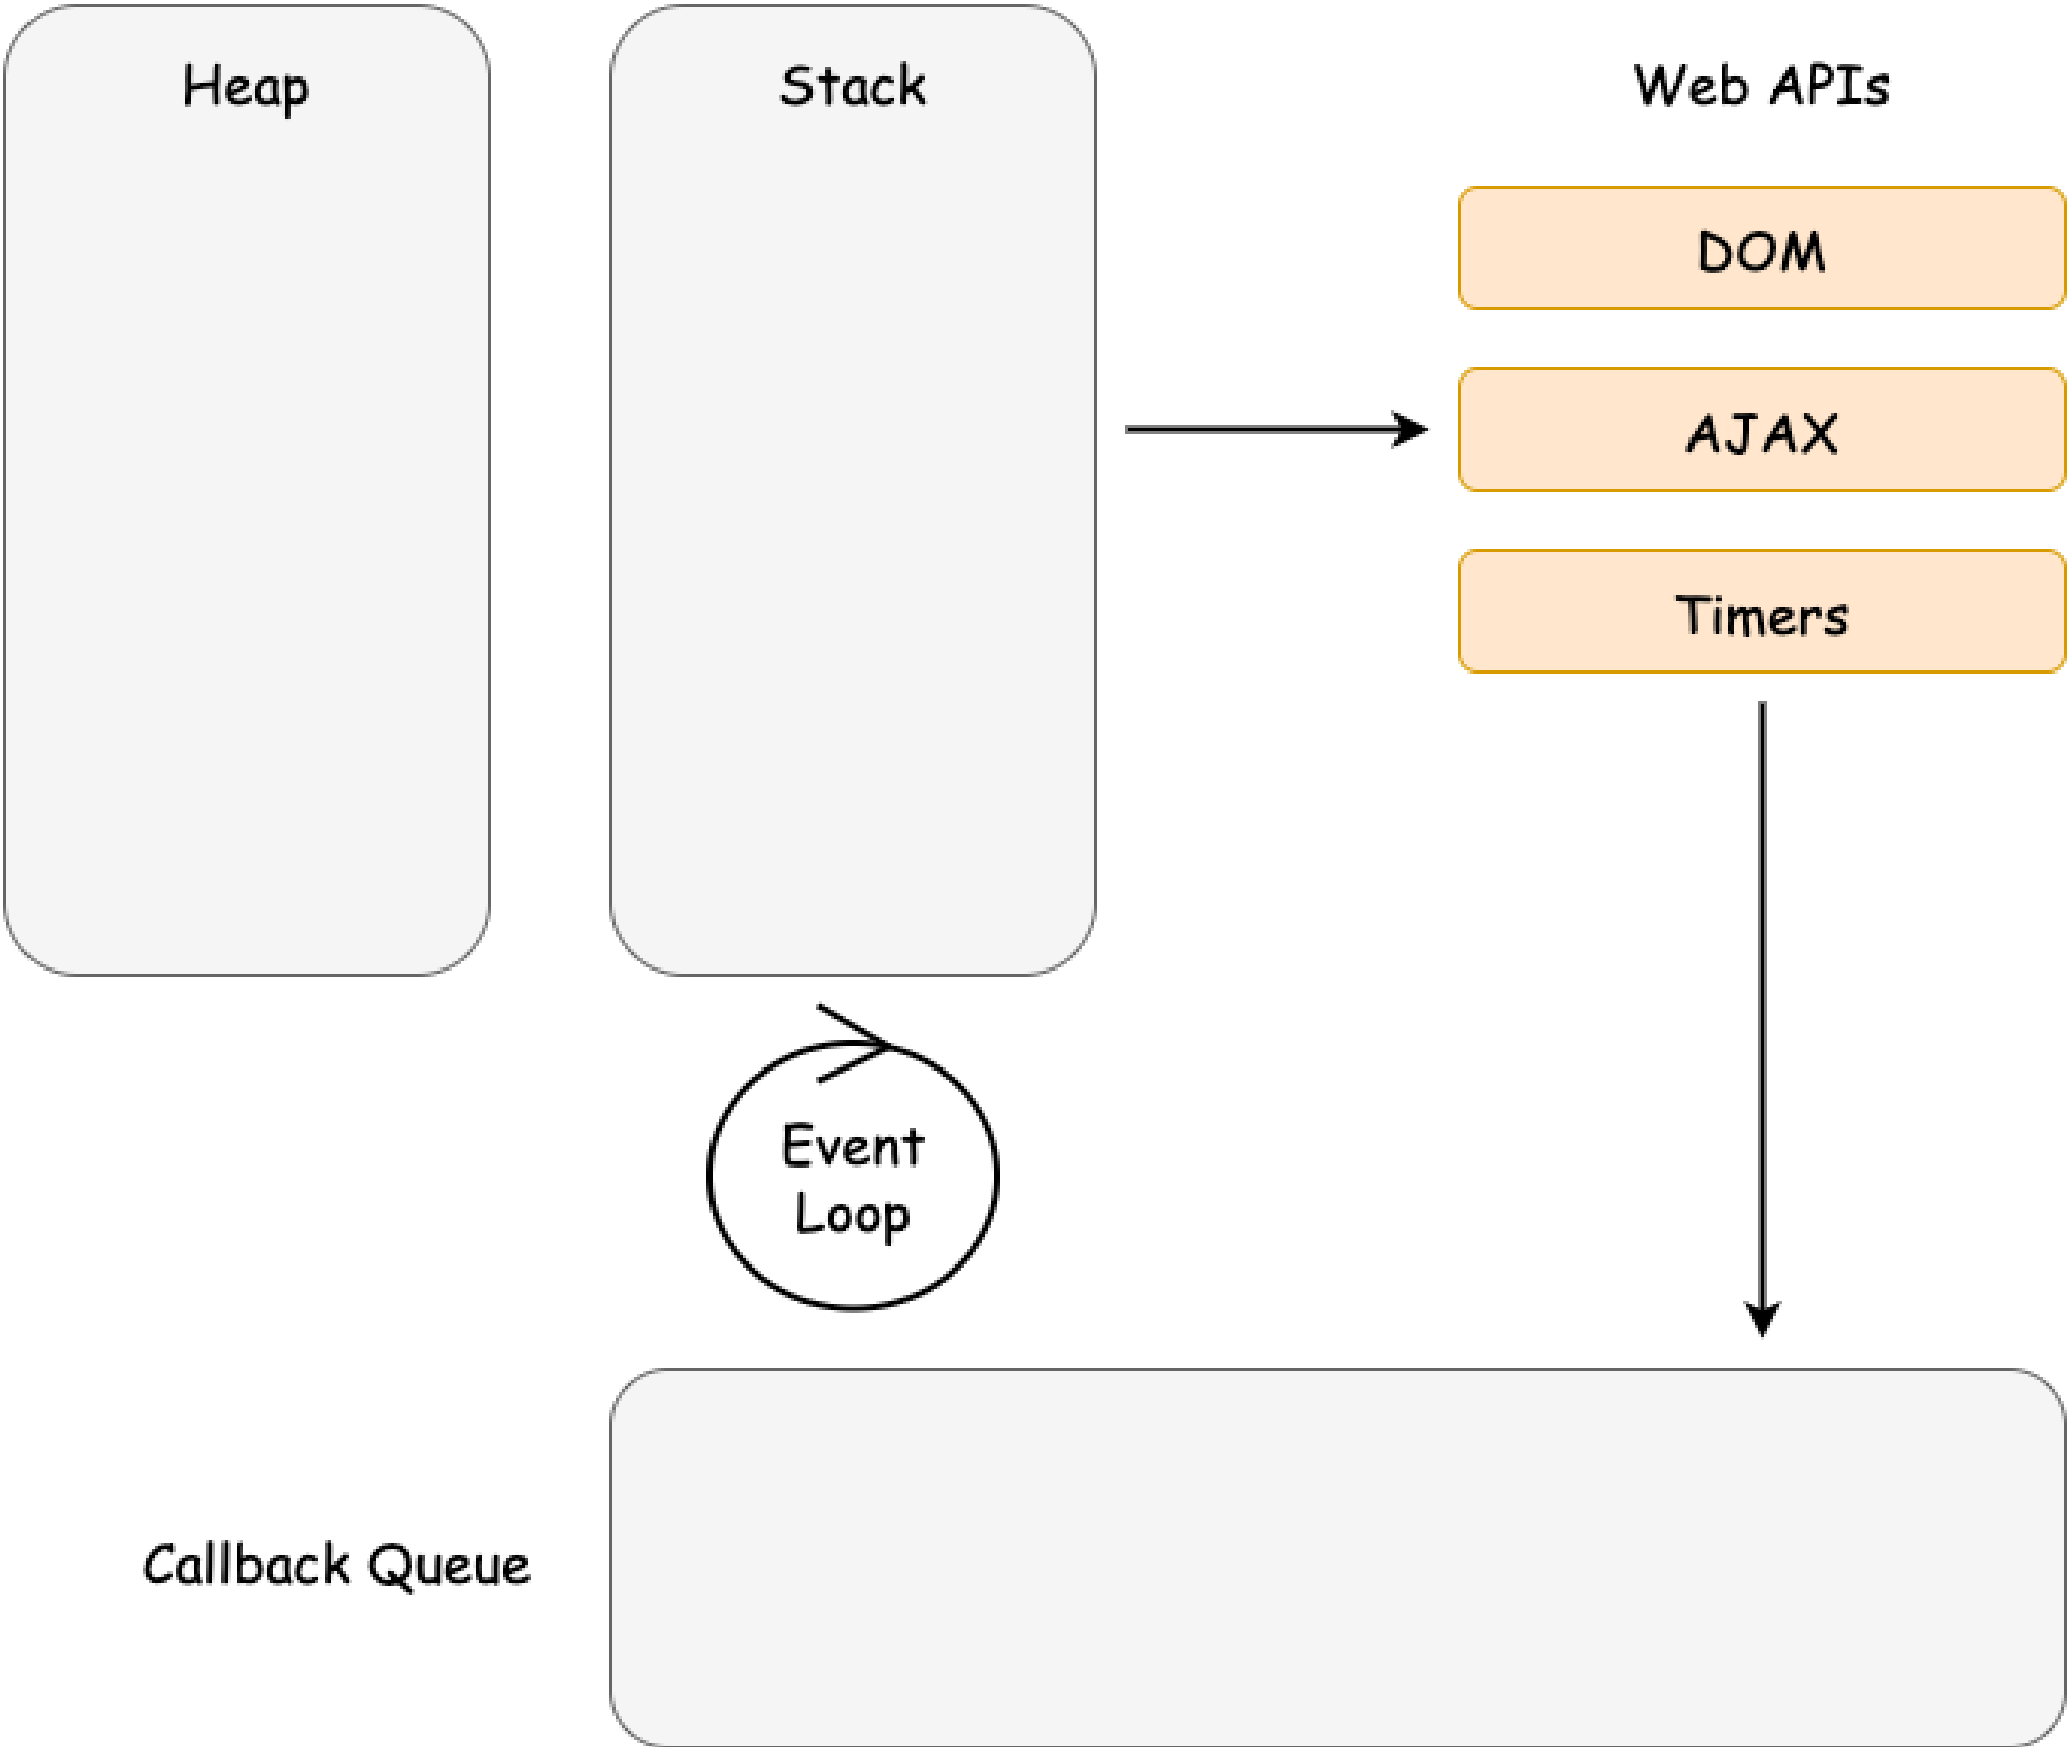 Heap
Stack
Web APIs
DOM
AJAX
Timers
Event
Loop
Callback Queue